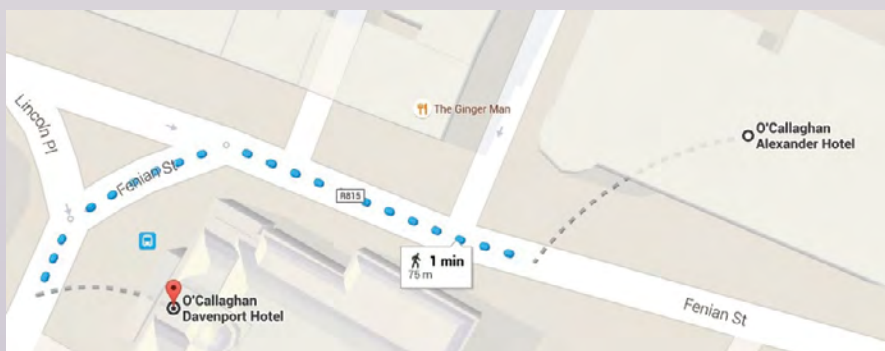 Lincoln Pl
The Ginger Man
O'Callaghan
Alexander Hotel
Fenian St
R815
1 min
75 m
O'Callaghan
Davenport Hotel
Fenian St